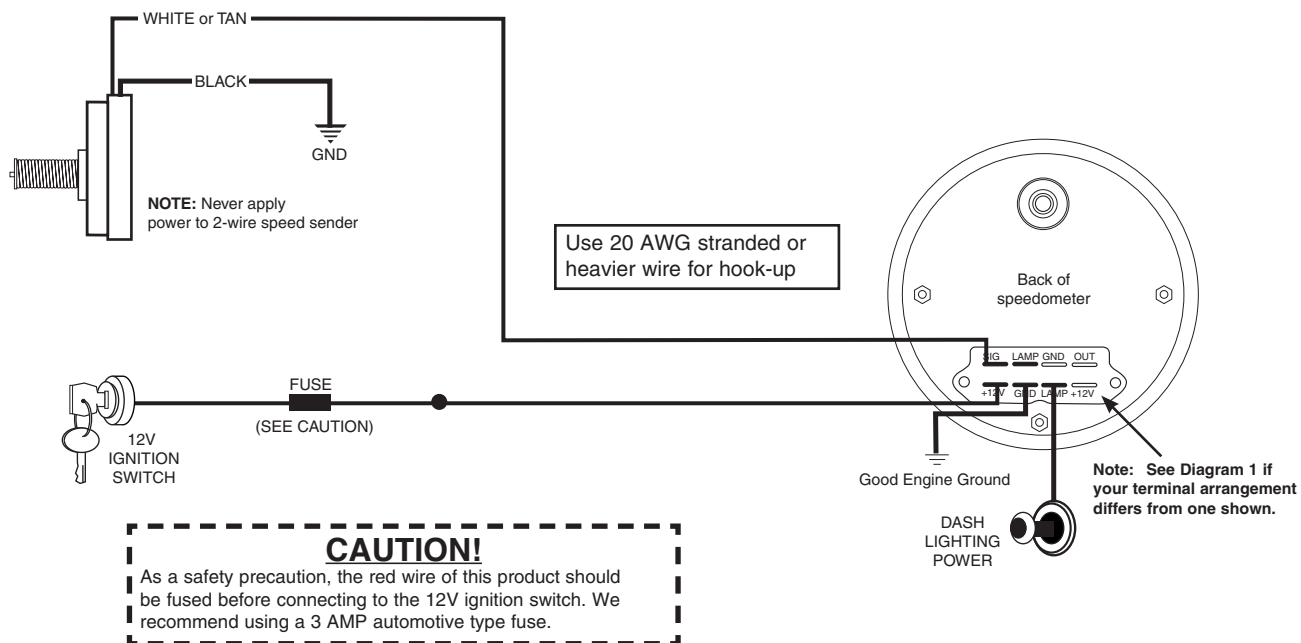 WHITE or TAN
BLACK
GND
NOTE: Never apply
power to 2-wire speed sender
Use 20 AWG stranded or
heavier wire for hook-up
Back of
speedometer
SIG LAMP GND OUT
+12V GND LAMP +12V
FUSE
(SEE CAUTION)
12V
IGNITION
SWITCH
Good Engine Ground
Note: See Diagram 1 if
your terminal arrangement
differs from one shown.
DASH
LIGHTING
POWER
CAUTION!
As a safety precaution, the red wire of this product should
be fused before connecting to the 12V ignition switch. We
recommend using a 3 AMP automotive type fuse.